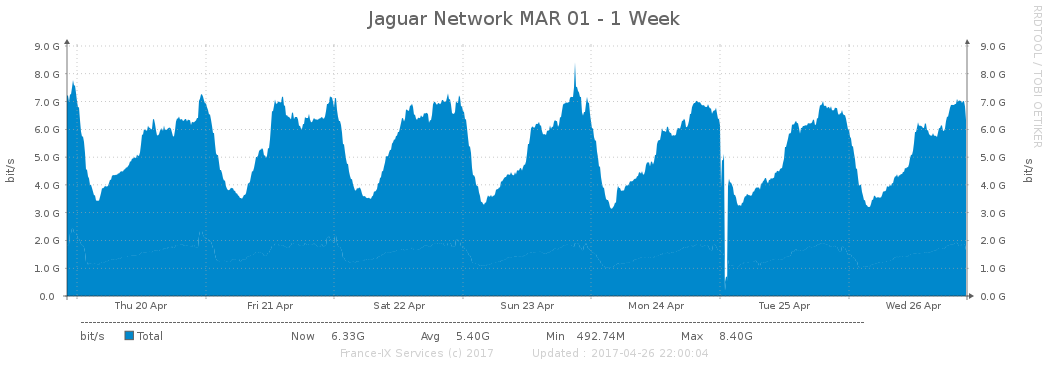 Jaguar Network MAR 01 - 1 Week
RRDTOOL / TOBI OETIKER
bit/s
9.0 G 9.0 G
8.0 G 8.0 G
7.0 G 7.0 G
6.0 G 6.0 G
5.0 G 5.0 G
4.0 G 4.0 G
3.0 G 3.0 G
2.0 G 2.0 G
1.0 G 1.0 G
0.0 0.0 G
bit/s
Thu 20 Apr Fri 21 Apr Sat 22 Apr Sun 23 Apr Mon 24 Apr Tue 25 Apr Wed 26 Apr
bit/s Total Now 6.33G Avg 5.40G Min 492.74M Max 8.40G
France-IX Services (c) 2017 Updated : 2017-04-26 22:00:04